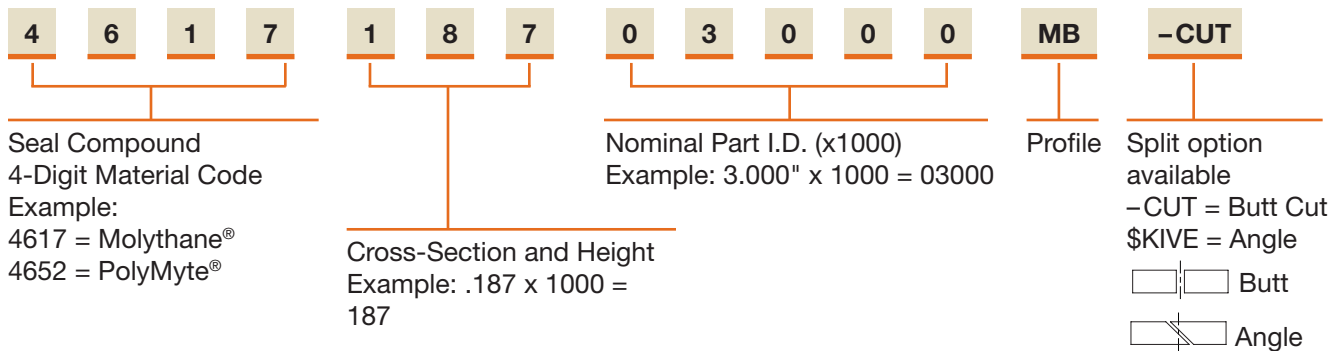 4 6 1 7 1 8 7 0 3 0 0 0 MB –CUT
Seal Compound
4-Digit Material Code
Example:
4617 = Molythane®
4652 = PolyMyte®
Cross-Section and Height
Example: .187 x 1000 =
187
Nominal Part I.D. (x1000)
Example: 3.000" x 1000 = 03000
Profile
Split option
available
–CUT = Butt Cut
$KIVE = Angle
Butt
Angle